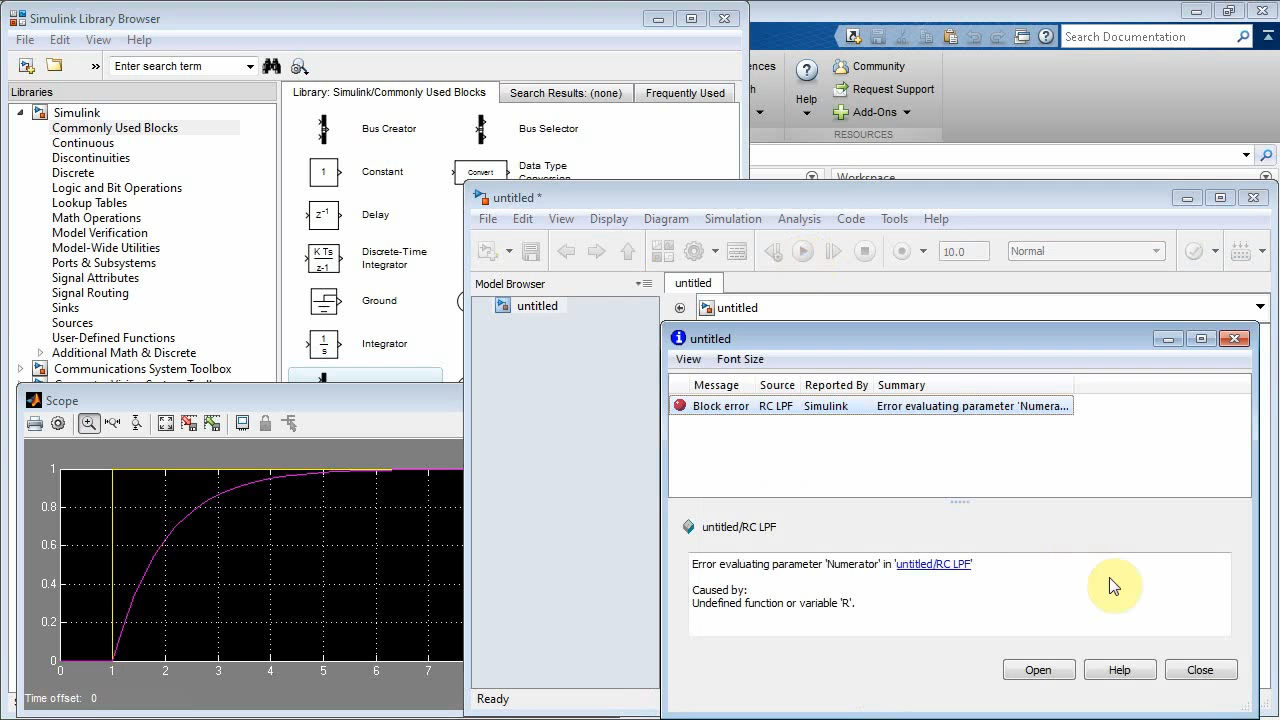 Simulink Library Browser
File Edit View Help
» Enter search term
Libraries
Simulink
Commonly Used Blocks
Continuous
Discontinuities
Discrete
Logic and Bit Operations
Lookup Tables
Math Operations
Model Verification
Model-Wide Utilities
Ports & Subsystems
Signal Attributes
Signal Routing
Sinks
Sources
User-Defined Functions
Additional Math & Discrete
Communications System Toolbox
Library: Simulink/Commonly Used Blocks Search Results: (none) Frequently Used
Bus Creator
Bus Selector
1 Constant
Convert Data Type
z-1 Delay
K Ts
z-1
Discrete-Time
Integrator
Ground
1
s
Integrator
Search Documentation
Help
Community
Request Support
Add-Ons
RESOURCES
Workspace
untitled *
File Edit View Display Diagram Simulation Analysis Code Tools Help
10.0 Normal
Model Browser
untitled
untitled
untitled
Ready
Scope
1
0.8
0.6
0.4
0.2
0
0 1 2 3 4 5 6 7
Time offset: 0
untitled
View Font Size
Message Source Reported By Summary
Block error RC LPF Simulink Error evaluating parameter 'Numera...
untitled/RC LPF
Error evaluating parameter 'Numerator' in 'untitled/RC LPF'
Caused by:
Undefined function or variable 'R'.
Open Help Close